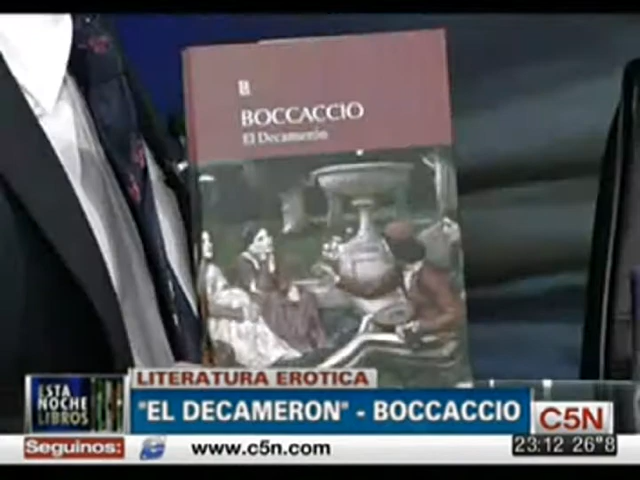 BOCCACCIO
El Decamerón
LITERATURA EROTICA
ESTA
NOCHE
LIBROS
"EL DECAMERON" - BOCCACCIO
C5N
Seguinos:
www.c5n.com
23:12 26°8